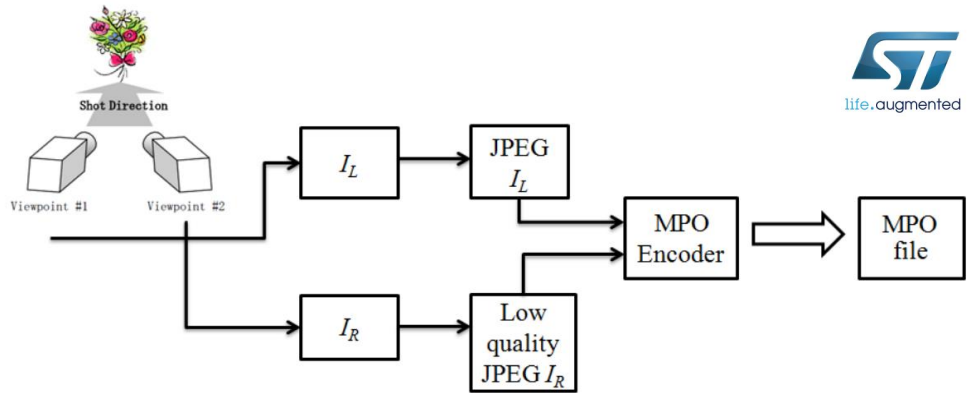 Shot Direction
Viewpoint #1
Viewpoint #2
I_L
JPEG
I_L
I_R
Low
quality
JPEG I_R
MPO
Encoder
MPO
file
ST
life.augmented